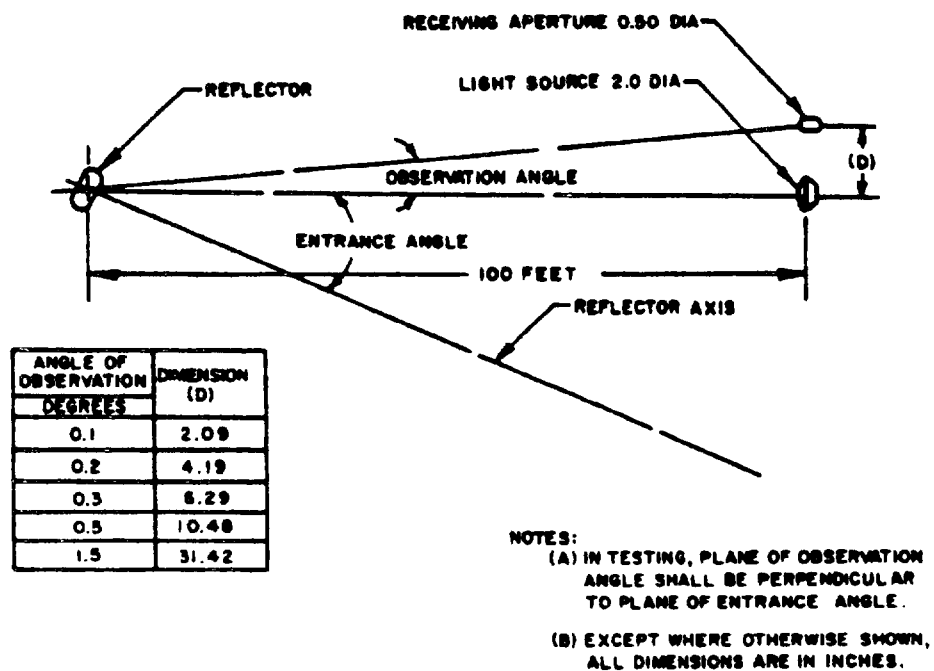 RECEIVING APERTURE 0.50 DIA
REFLECTOR
LIGHT SOURCE 2.0 DIA
(D)
OBSERVATION ANGLE
ENTRANCE ANGLE
100 FEET
REFLECTOR AXIS
ANGLE OF
OBSERVATION
DEGREES
DIMENSION
(D)
0.1 2.09
0.2 4.19
0.3 6.29
0.5 10.48
1.5 31.42
NOTES:
(A) IN TESTING, PLANE OF OBSERVATION
ANGLE SHALL BE PERPENDICULAR
TO PLANE OF ENTRANCE ANGLE.
(B) EXCEPT WHERE OTHERWISE SHOWN,
ALL DIMENSIONS ARE IN INCHES.